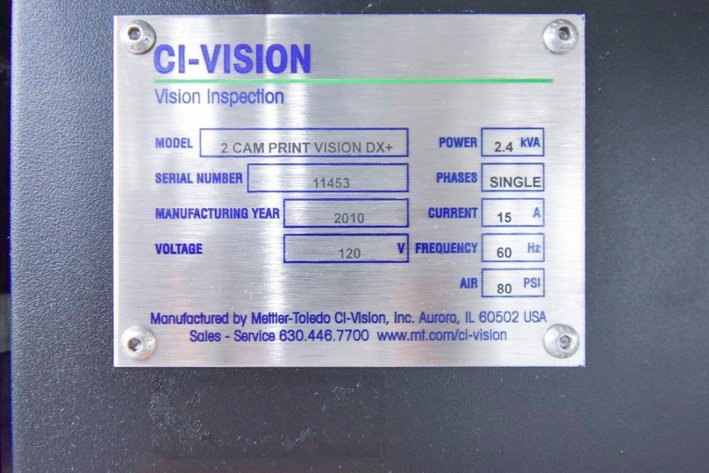 CI-VISION
Vision Inspection
MODEL 2 CAM PRINT VISION DX+ POWER 2.4 kVA
SERIAL NUMBER 11453 PHASES SINGLE
MANUFACTURING YEAR 2010 CURRENT 15 A
VOLTAGE 120 V FREQUENCY 60 Hz
AIR 80 PSI
Manufactured by Mettler-Toledo CI-Vision, Inc. Aurora, IL 60502 USA
Sales - Service 630.446.7700 www.mt.com/ci-vision